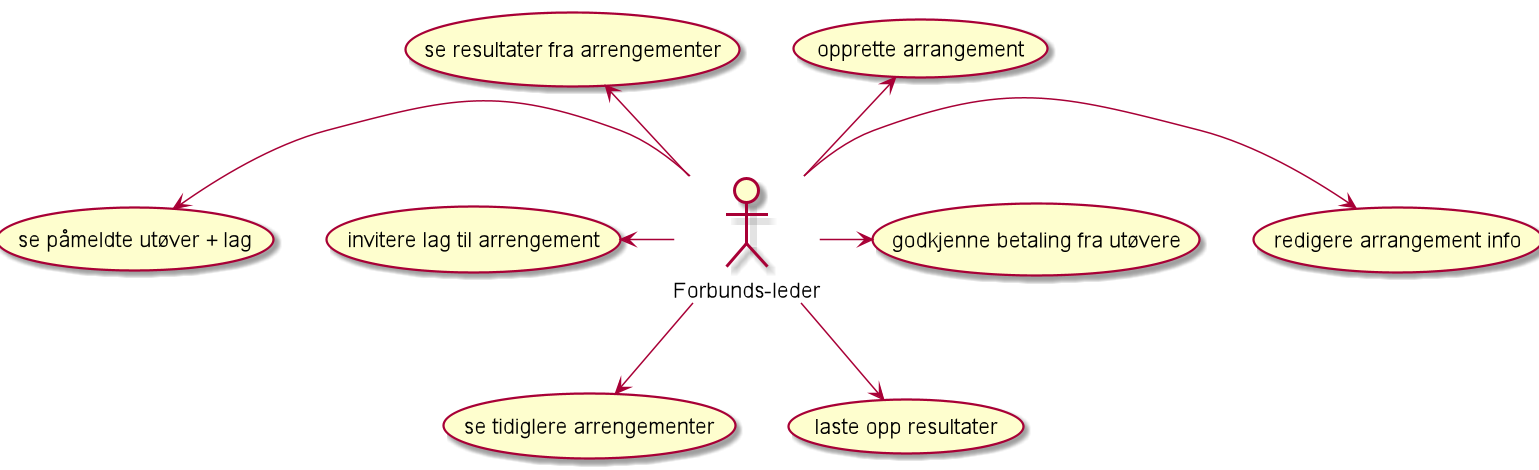 se resultater fra arrengementer
opprette arrangement
se påmeldte utøver + lag
invitere lag til arrengement
godkjenne betaling fra utøvere
redigere arrangement info
Forbunds-leder
se tidiglere arrengementer
laste opp resultater